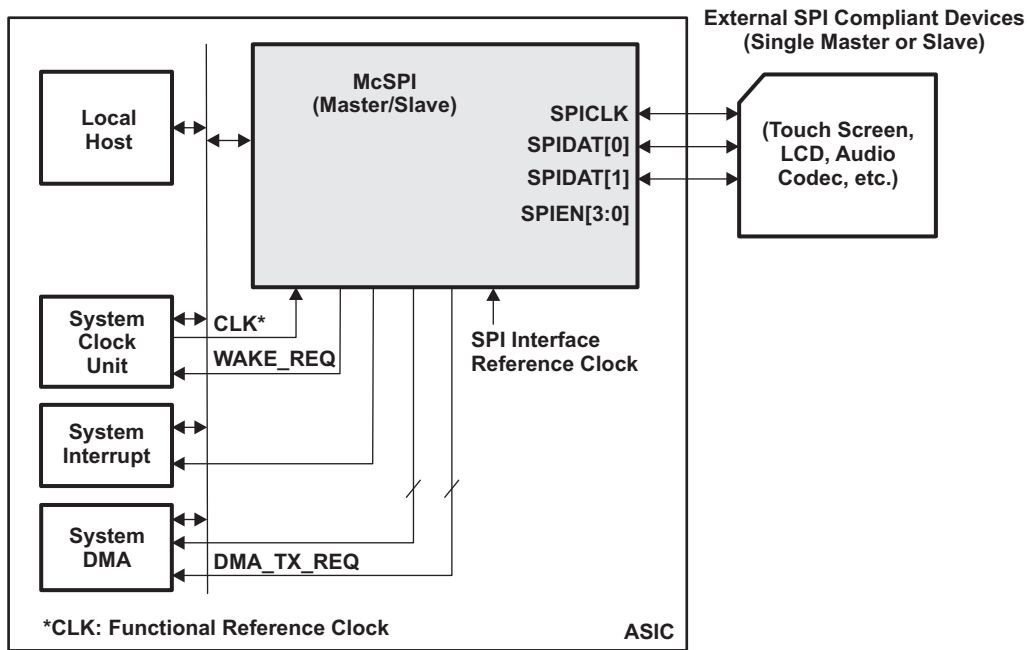 External SPI Compliant Devices
(Single Master or Slave)
McSPI
(Master/Slave)
Local
Host
SPICLK
SPIDAT[0]
SPIDAT[1]
SPIEN[3:0]
(Touch Screen,
LCD, Audio
Codec, etc.)
System
Clock
Unit
CLK*
WAKE_REQ
SPI Interface
Reference Clock
System
Interrupt
System
DMA
DMA_TX_REQ
*CLK: Functional Reference Clock
ASIC